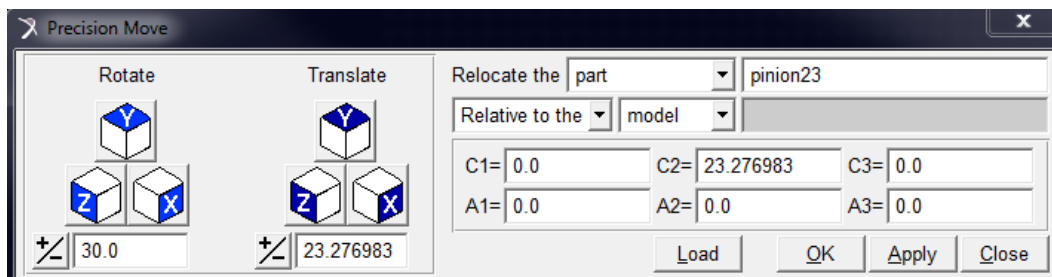 Precision Move
x
Rotate Translate Relocate the part pinion23
Y Y Relative to the model
Z X Z X C1= 0.0 C2= 23.276983 C3= 0.0
A1= 0.0 A2= 0.0 A3= 0.0
+/- 30.0 +/- 23.276983 Load OK Apply Close